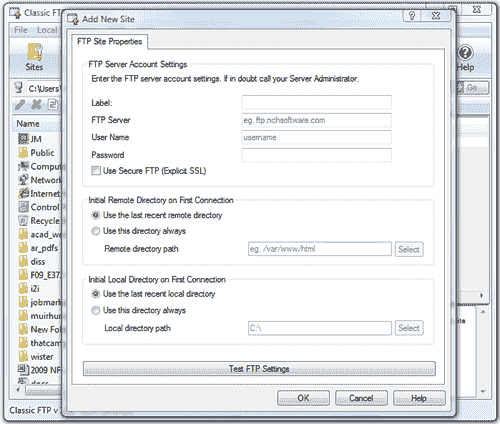 Classic FTP
Add New Site
File Local
FTP Site Properties
Sites
Help
FTP Server Account Settings
Enter the FTP server account settings. If in doubt call your Server Administrator.
C:\Users\
Go
Label:
FTP Server
eg. ftp.nchsoftware.com
Name
User Name
username
JM
Password
Public
Use Secure FTP (Explicit SSL)
Compu
Network
Internet
Initial Remote Directory on First Connection
Control
Use the last recent remote directory
Recycle
Use this directory always
acad_wo
Remote directory path
eg. /var/www/html
Select
ar_pdfs
diss
F09_E37
Initial Local Directory on First Connection
i2i
Use the last recent local directory
jobmark
Use this directory always
muirhur
Local directory path
C:\
Select
New Fol
thatcam
wister
Test FTP Settings
2009 NF
docs
OK
Cancel
Help
Classic FTP v